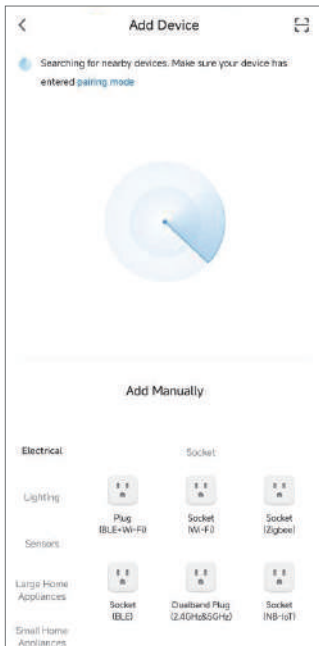 Add Device
Searching for nearby devices. Make sure your device has
entered pairing mode
Add Manually
Electrical
Socket
Lighting
Plug
(BLE+Wi-Fi)
Socket
(Wi-Fi)
Socket
(Zigbee)
Sensors
Large Home
Appliances
Socket
(BLE)
Dualband Plug
(2.4GHz&5GHz)
Socket
(NB-IoT)
Small Home
Appliances